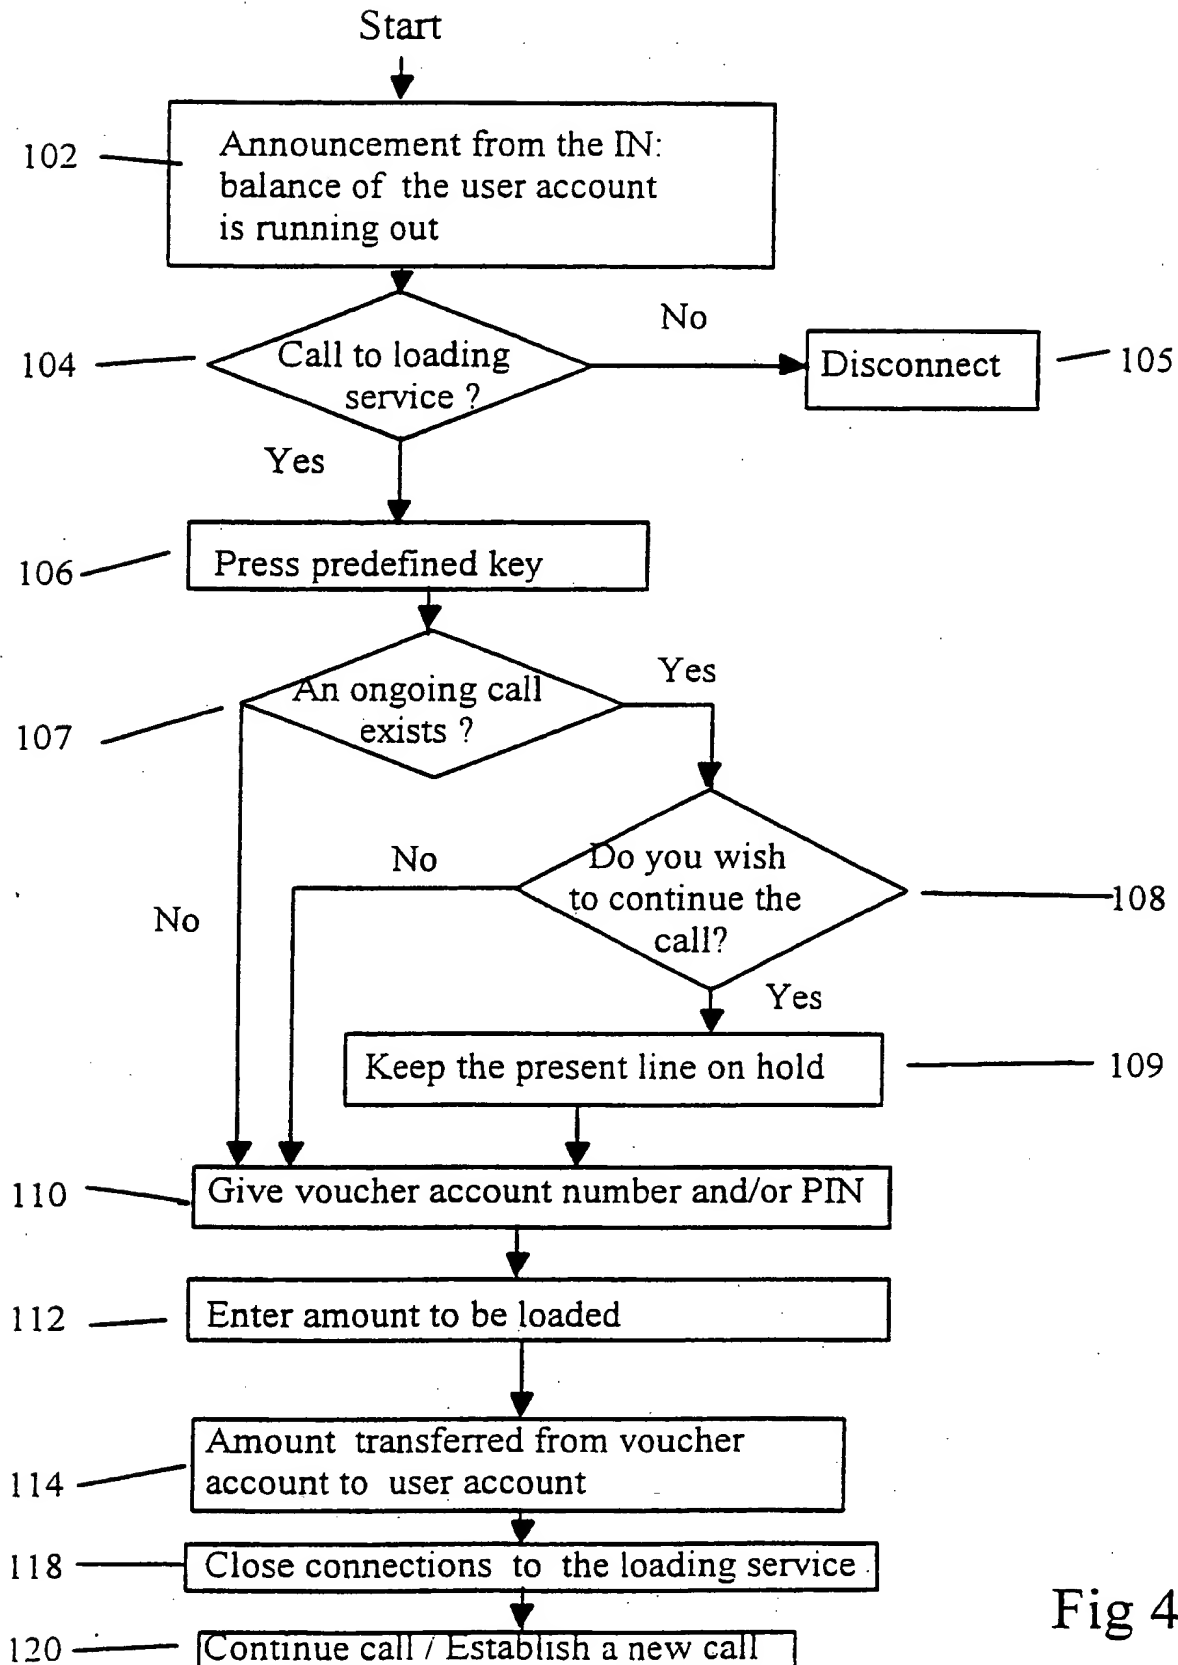 Start
102
Announcement from the IN:
balance of the user account
is running out
No
104
Call to loading
service ?
Disconnect
105
Yes
106
Press predefined key
Yes
107
An ongoing call
exists ?
No
Do you wish
to continue the
call?
108
No
Yes
Keep the present line on hold
109
110
Give voucher account number and/or PIN
112
Enter amount to be loaded
114
Amount transferred from voucher
account to user account
118
Close connections to the loading service
Fig 4
120
Continue call / Establish a new call